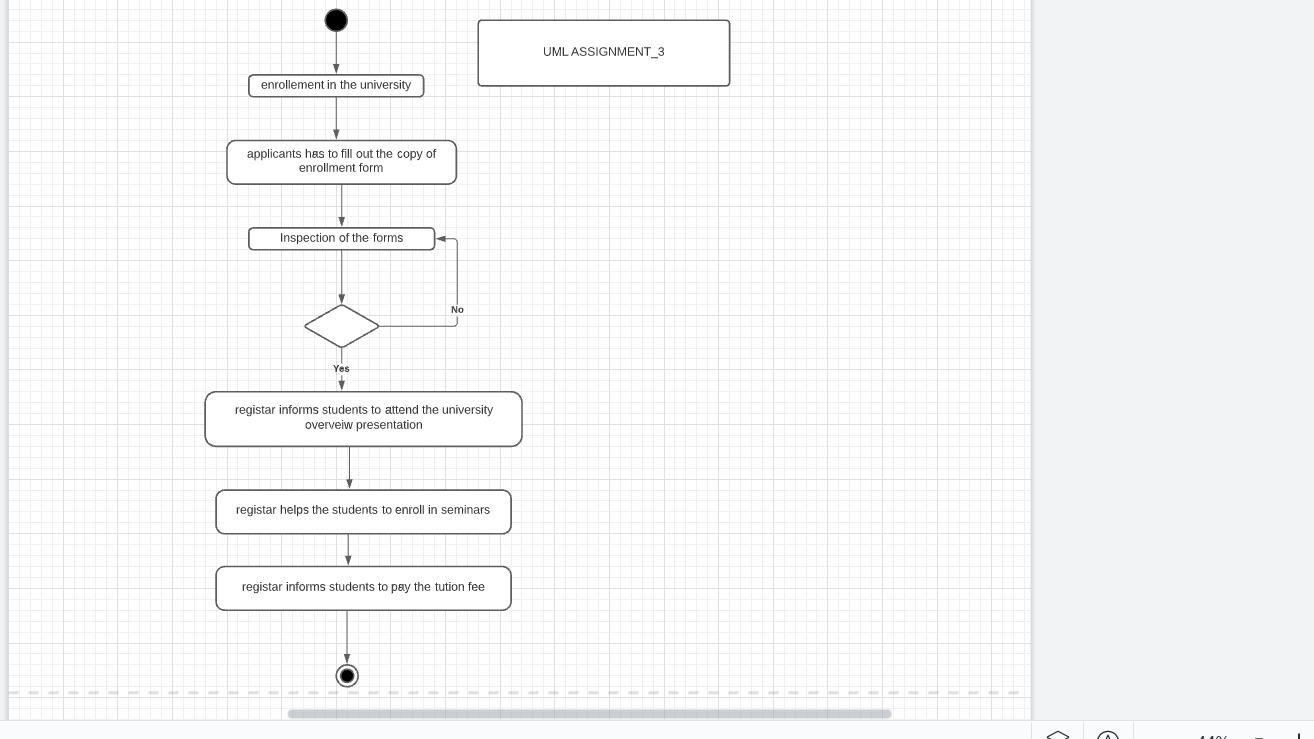 UML ASSIGNMENT_3
enrollement in the university
applicants has to fill out the copy of
enrollment form
Inspection of the forms
No
Yes
registar informs students to attend the university
overveiw presentation
registar helps the students to enroll in seminars
registar informs students to pay the tution fee